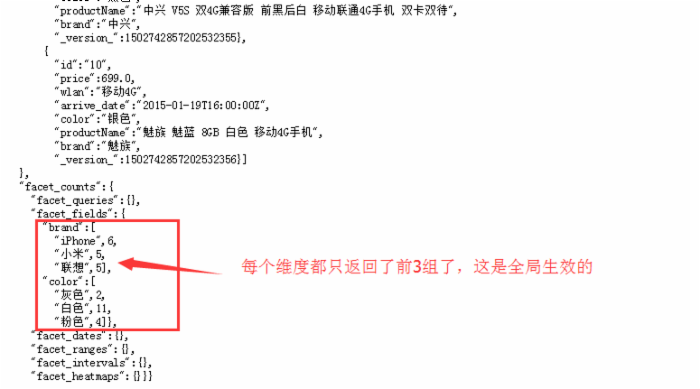 "productName":"中兴 V5S 双4G兼容版 前黑后白 移动联通4G手机 双卡双待",
"brand":"中兴",
"_version_":1502742857202532355},
{
"id":"10",
"price":699.0,
"wlan":"移动4G",
"arrive_date":"2015-01-19T16:00:00Z",
"color":"银色",
"productName":"魅族 魅蓝 8GB 白色 移动4G手机",
"brand":"魅族",
"_version_":1502742857202532356}]
},
"facet_counts":{
"facet_queries":{},
"facet_fields":{
"brand":[
"iPhone",6,
"小米",5,
"联想",5],
每个维度都只返回了前3组了，这是全局生效的
"color":[
"灰色",2,
"白色",11,
"粉色",4]},
"facet_dates":{},
"facet_ranges":{},
"facet_intervals":{},
"facet_heatmaps":{}}}